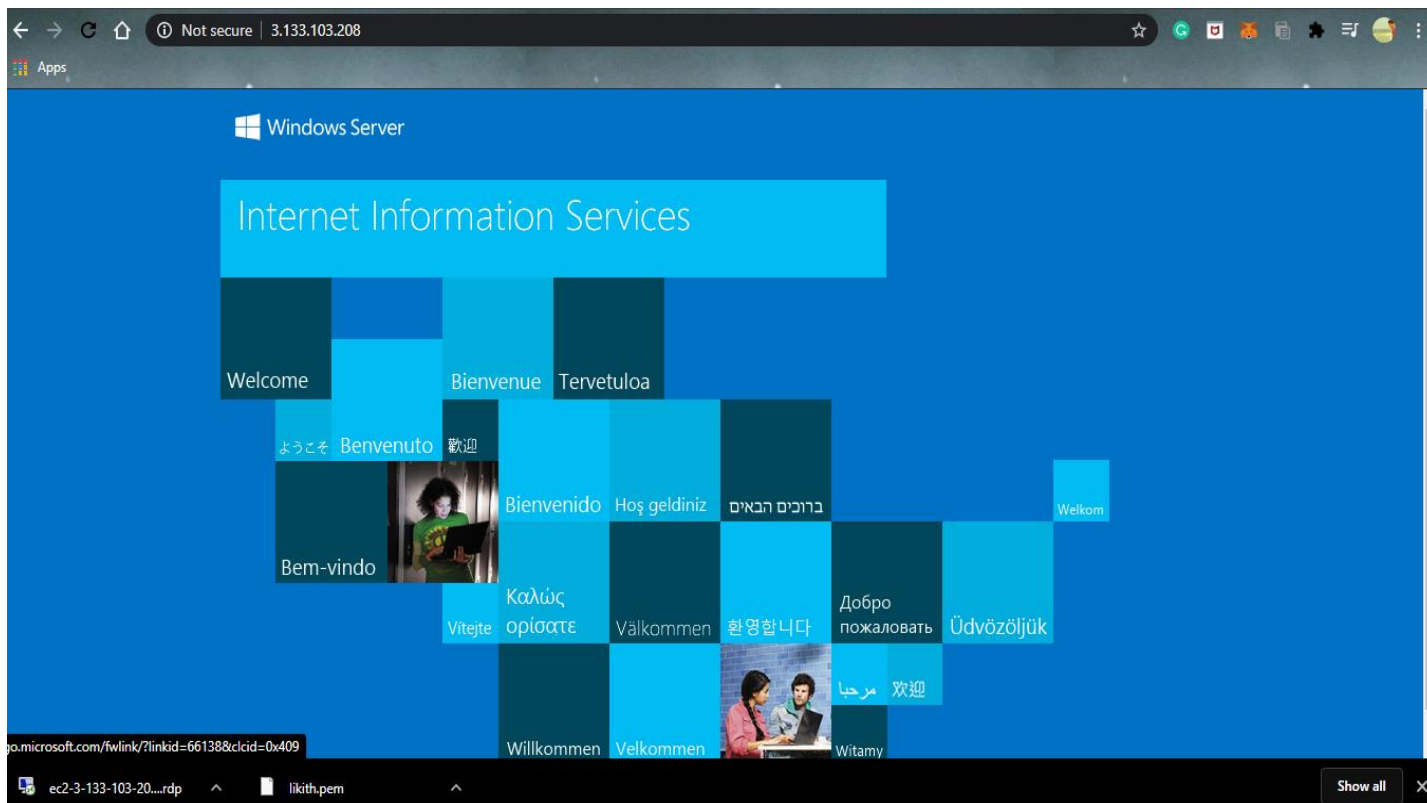 Not secure | 3.133.103.208
Apps
Windows Server
Internet Information Services
Welcome
Bienvenue
Tervetuloa
ようこそ
Benvenuto
歡迎
Bienvenido
Hoş geldiniz
ברוכים הבאים
Welkom
Bem-vindo
Vítejte
Καλώς
ορίσατε
Välkommen
환영합니다
Добро
пожаловать
Üdvözöljük
مرحبا
欢迎
Willkommen
Velkommen
Witamy
go.microsoft.com/fwlink/?linkid=66138&clcid=0x409
ec2-3-133-103-20....rdp
likith.pem
Show all